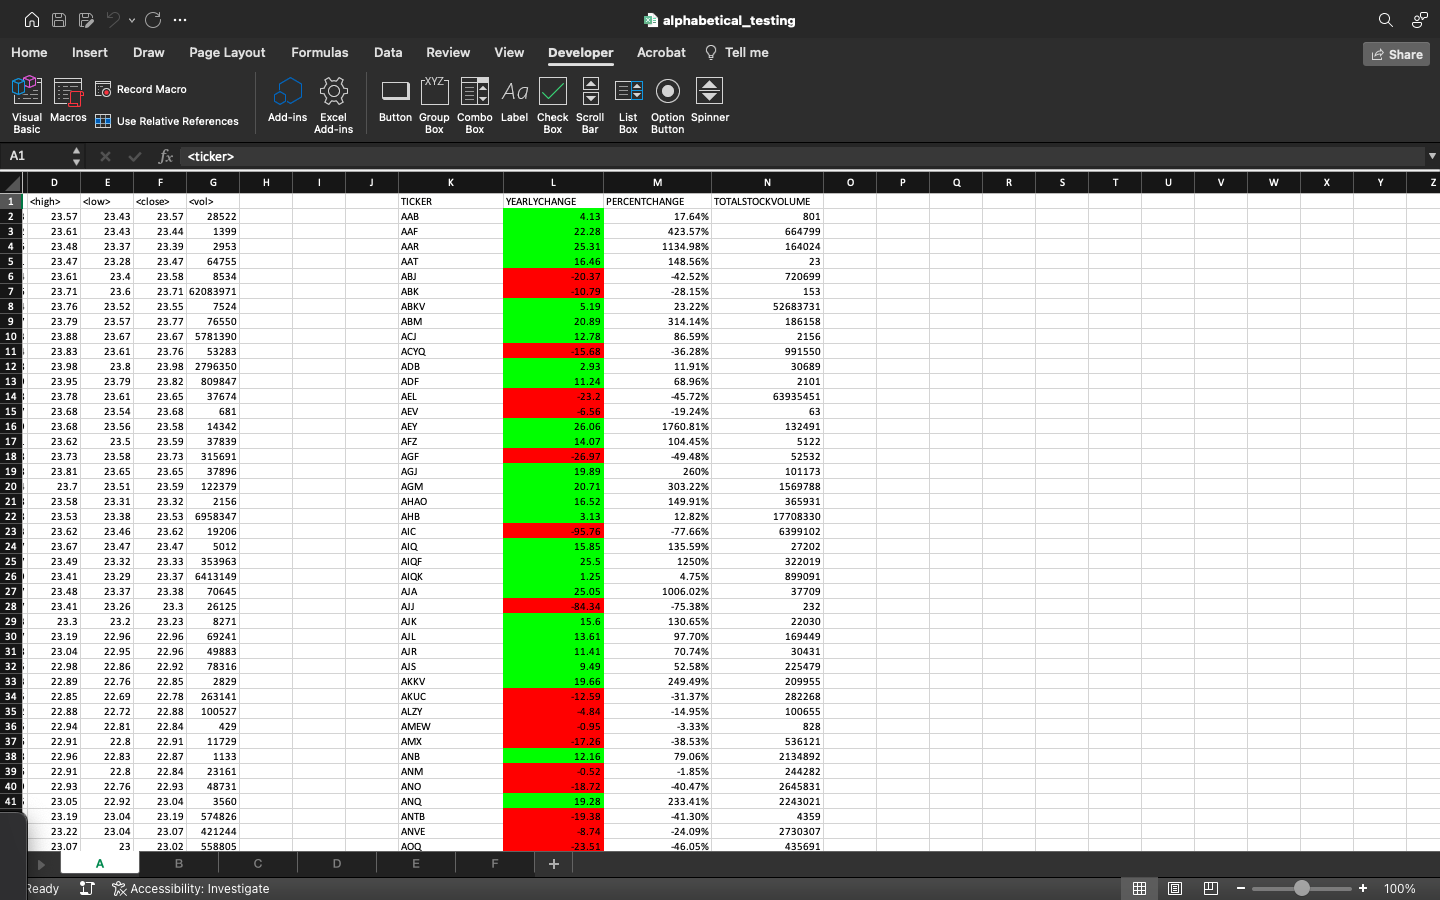 alphabetical_testing
Home Insert Draw Page Layout Formulas Data Review View Developer Acrobat Tell me Share
Visual Basic Macros Record Macro Use Relative References Add-ins Excel Add-ins Button Group Box Combo Box Label Check Box Scroll Bar List Box Option Button Spinner
XYZ Aa
A1 fx <ticker>
D E F G H I J K L M N O P Q R S T U V W X Y Z
1 <high> <low> <close> <vol> TICKER YEARLYCHANGE PERCENTCHANGE TOTALSTOCKVOLUME
2 23.57 23.43 23.57 28522 AAB 4.13 17.64% 801
3 23.61 23.43 23.44 1399 AAF 22.28 423.57% 664799
4 23.48 23.37 23.39 2953 AAR 25.31 1134.98% 164024
5 23.47 23.28 23.47 64755 AAT 16.46 148.56% 23
6 23.61 23.4 23.58 8534 ABJ -20.37 -42.52% 720699
7 23.71 23.6 23.71 62083971 ABK -10.79 -28.15% 153
8 23.76 23.52 23.55 7524 ABKV 5.19 23.22% 52683731
9 23.79 23.57 23.77 76550 ABM 20.89 314.14% 186158
10 23.88 23.67 23.67 5781390 ACJ 12.78 86.59% 2156
11 23.83 23.61 23.76 53283 ACYQ -15.68 -36.28% 991550
12 23.98 23.8 23.98 2796350 ADB 2.93 11.91% 30689
13 23.95 23.79 23.82 809847 ADF 11.24 68.96% 2101
14 23.78 23.61 23.65 37674 AEL -23.2 -45.72% 63935451
15 23.68 23.54 23.68 681 AEV -6.56 -19.24% 63
16 23.68 23.56 23.58 14342 AEY 26.06 1760.81% 132491
17 23.62 23.5 23.59 37839 AFZ 14.07 104.45% 5122
18 23.73 23.58 23.73 315691 AGF -26.97 -49.48% 52532
19 23.81 23.65 23.65 37896 AGJ 19.89 260% 101173
20 23.7 23.51 23.59 122379 AGM 20.71 303.22% 1569788
21 23.58 23.31 23.32 2156 AHAO 16.52 149.91% 365931
22 23.53 23.38 23.53 6958347 AHB 3.13 12.82% 17708330
23 23.62 23.46 23.62 19206 AIC -95.76 -77.66% 6399102
24 23.67 23.47 23.47 5012 AIQ 15.85 135.59% 27202
25 23.49 23.32 23.33 353963 AIQF 25.5 1250% 322019
26 23.41 23.29 23.37 6413149 AIQK 1.25 4.75% 899091
27 23.48 23.37 23.38 70645 AJA 25.05 1006.02% 37709
28 23.41 23.26 23.3 26125 AJJ -84.34 -75.38% 232
29 23.3 23.2 23.23 8271 AJK 15.6 130.65% 22030
30 23.19 22.96 22.96 69241 AJL 13.61 97.70% 169449
31 23.04 22.95 22.96 49883 AJR 11.41 70.74% 30431
32 22.98 22.86 22.92 78316 AJS 9.49 52.58% 225479
33 22.89 22.76 22.85 2829 AKKV 19.66 249.49% 209955
34 22.85 22.69 22.78 263141 AKUC -12.59 -31.37% 282268
35 22.88 22.72 22.88 100527 ALZY -4.84 -14.95% 100655
36 22.94 22.81 22.84 429 AMEW -0.95 -3.33% 828
37 22.91 22.8 22.91 11729 AMX -17.26 -38.53% 536121
38 22.96 22.83 22.87 1133 ANB 12.16 79.06% 2134892
39 22.91 22.8 22.84 23161 ANM -0.52 -1.85% 244282
40 22.93 22.76 22.93 48731 ANO -18.72 -40.47% 2645831
41 23.05 22.92 23.04 3560 ANQ 19.28 233.41% 2243021
23.19 23.04 23.19 574826 ANTB -19.38 -41.30% 4359
23.22 23.04 23.07 421244 ANVE -8.74 -24.09% 2730307
23.07 23 23.02 558805 AOQ -23.51 -46.05% 435691
A B C D E F +
Ready Accessibility: Investigate 100%